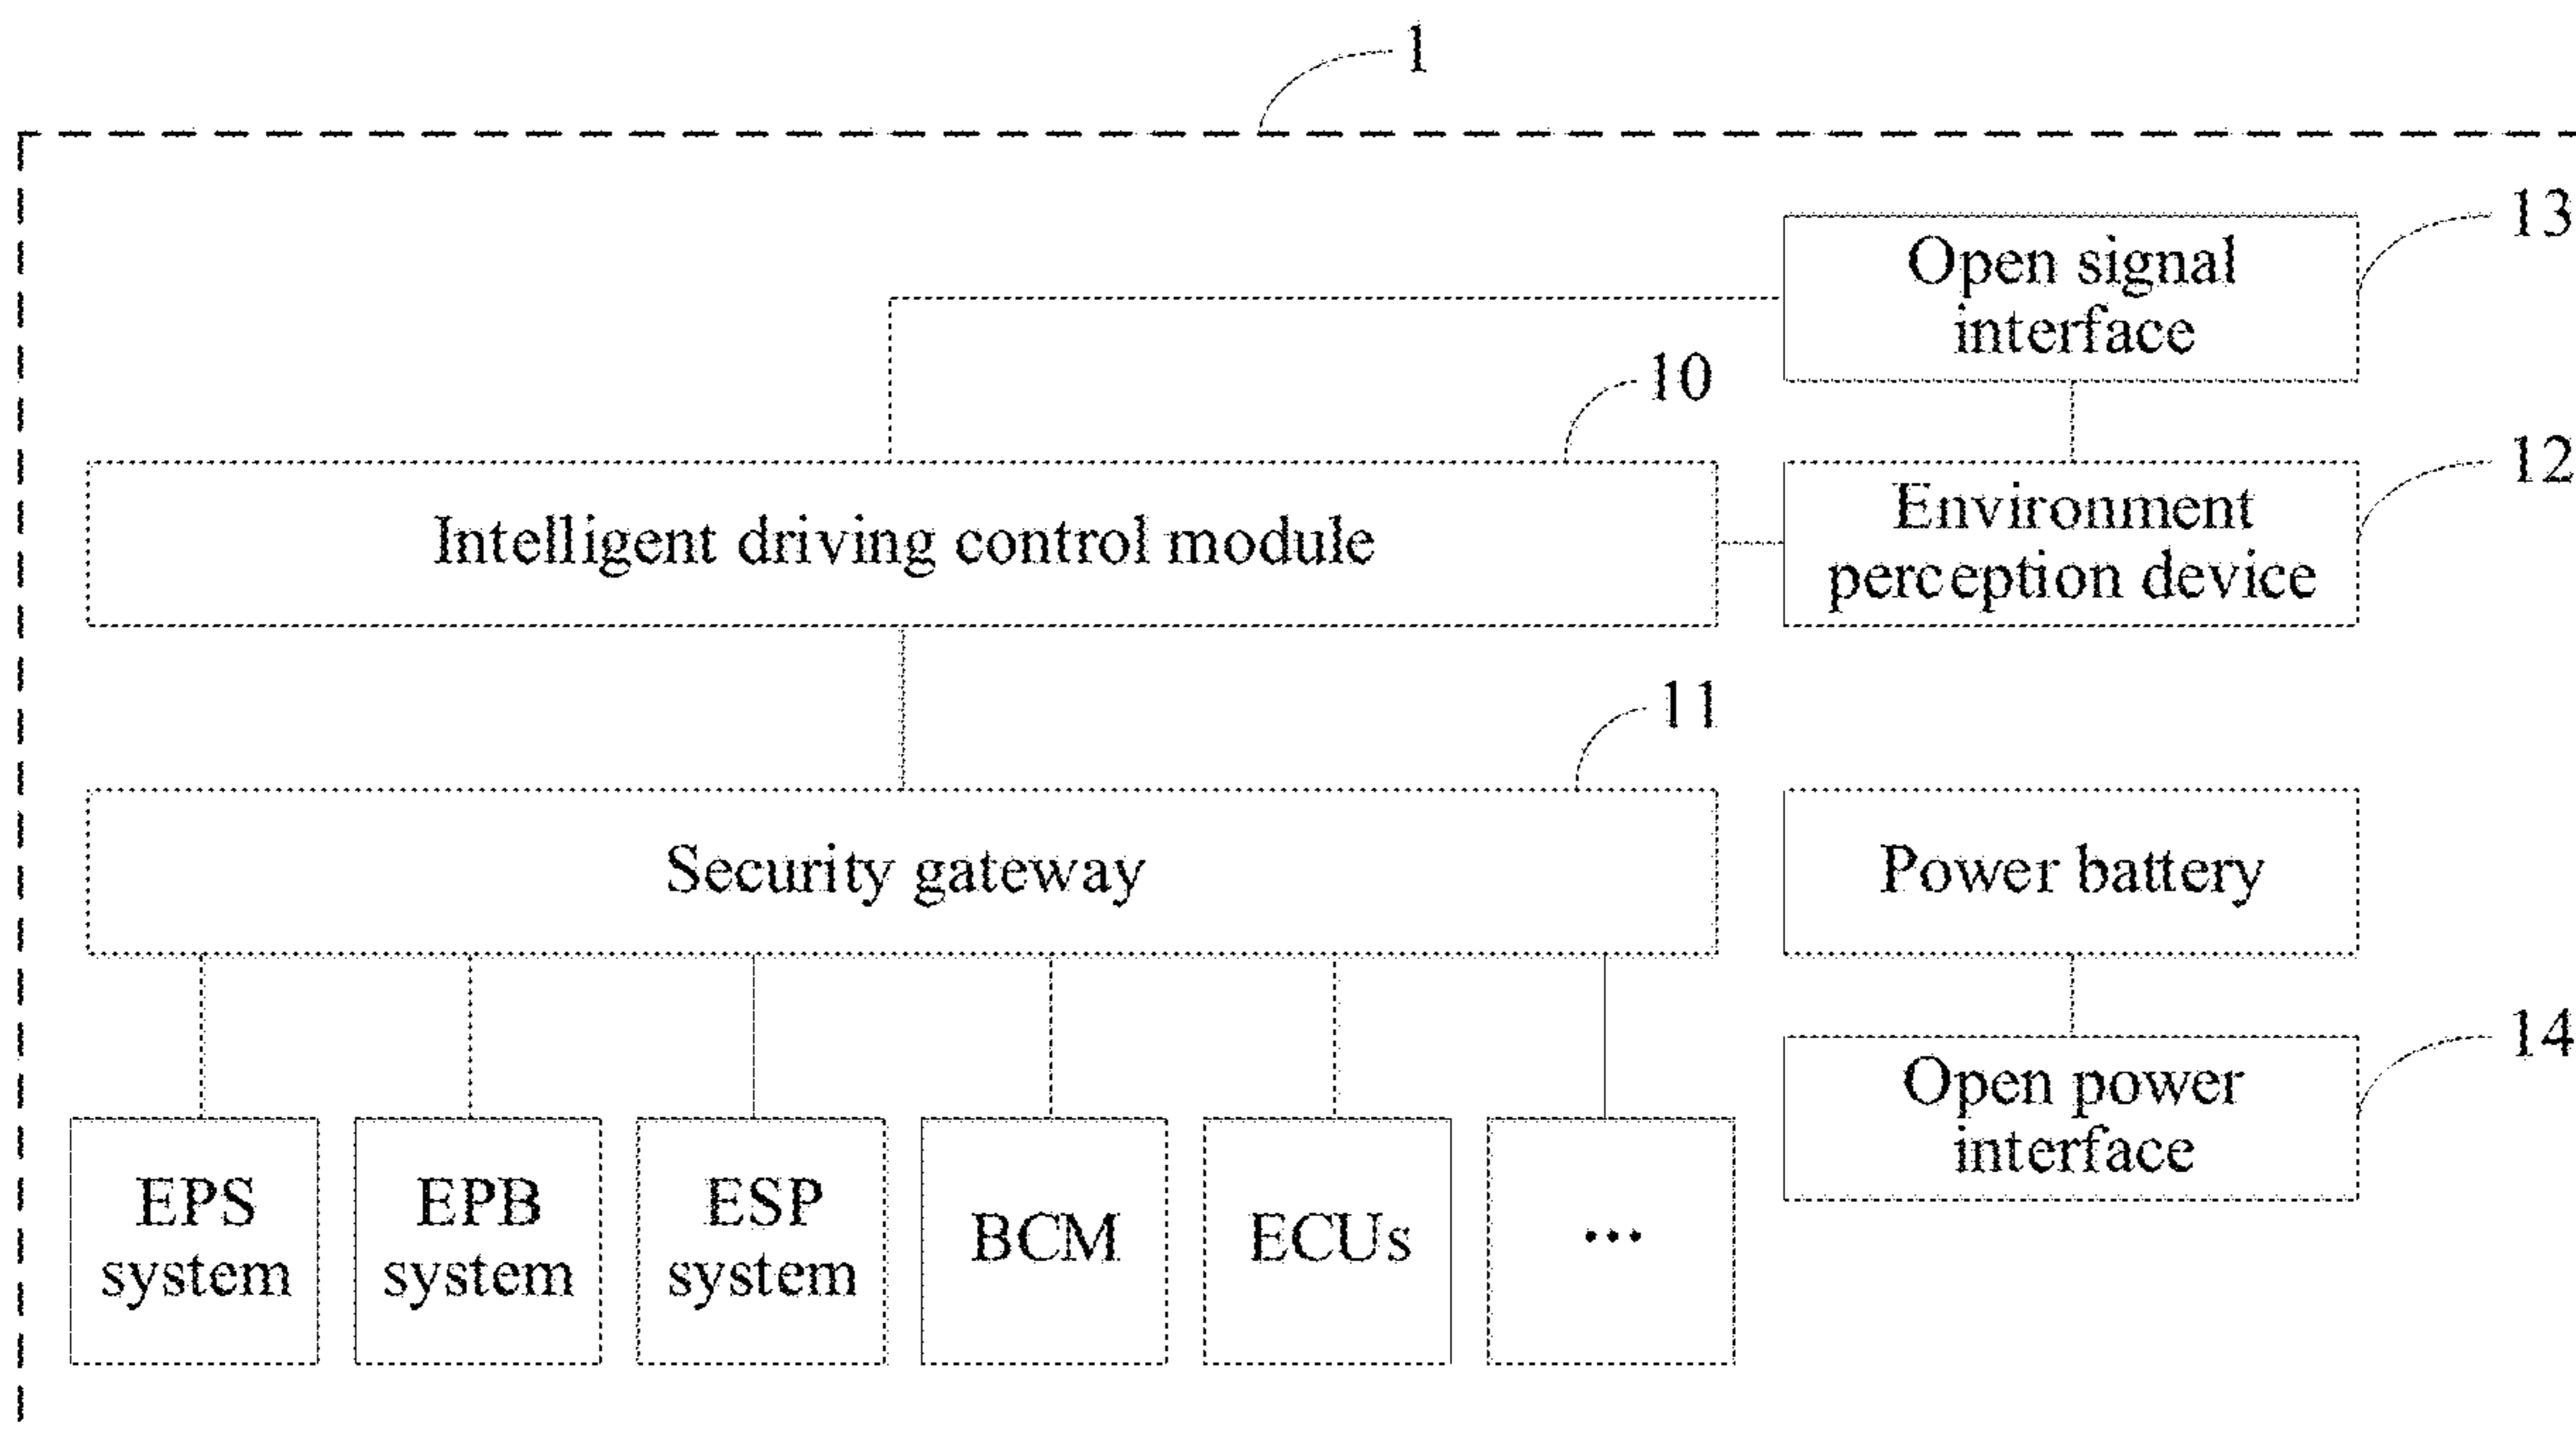 1
13
Open signal
interface
10
12
Intelligent driving control module
Environment
perception device
11
Security gateway
Power battery
14
Open power
interface
EPS
system
EPB
system
ESP
system
BCM
ECUs
...